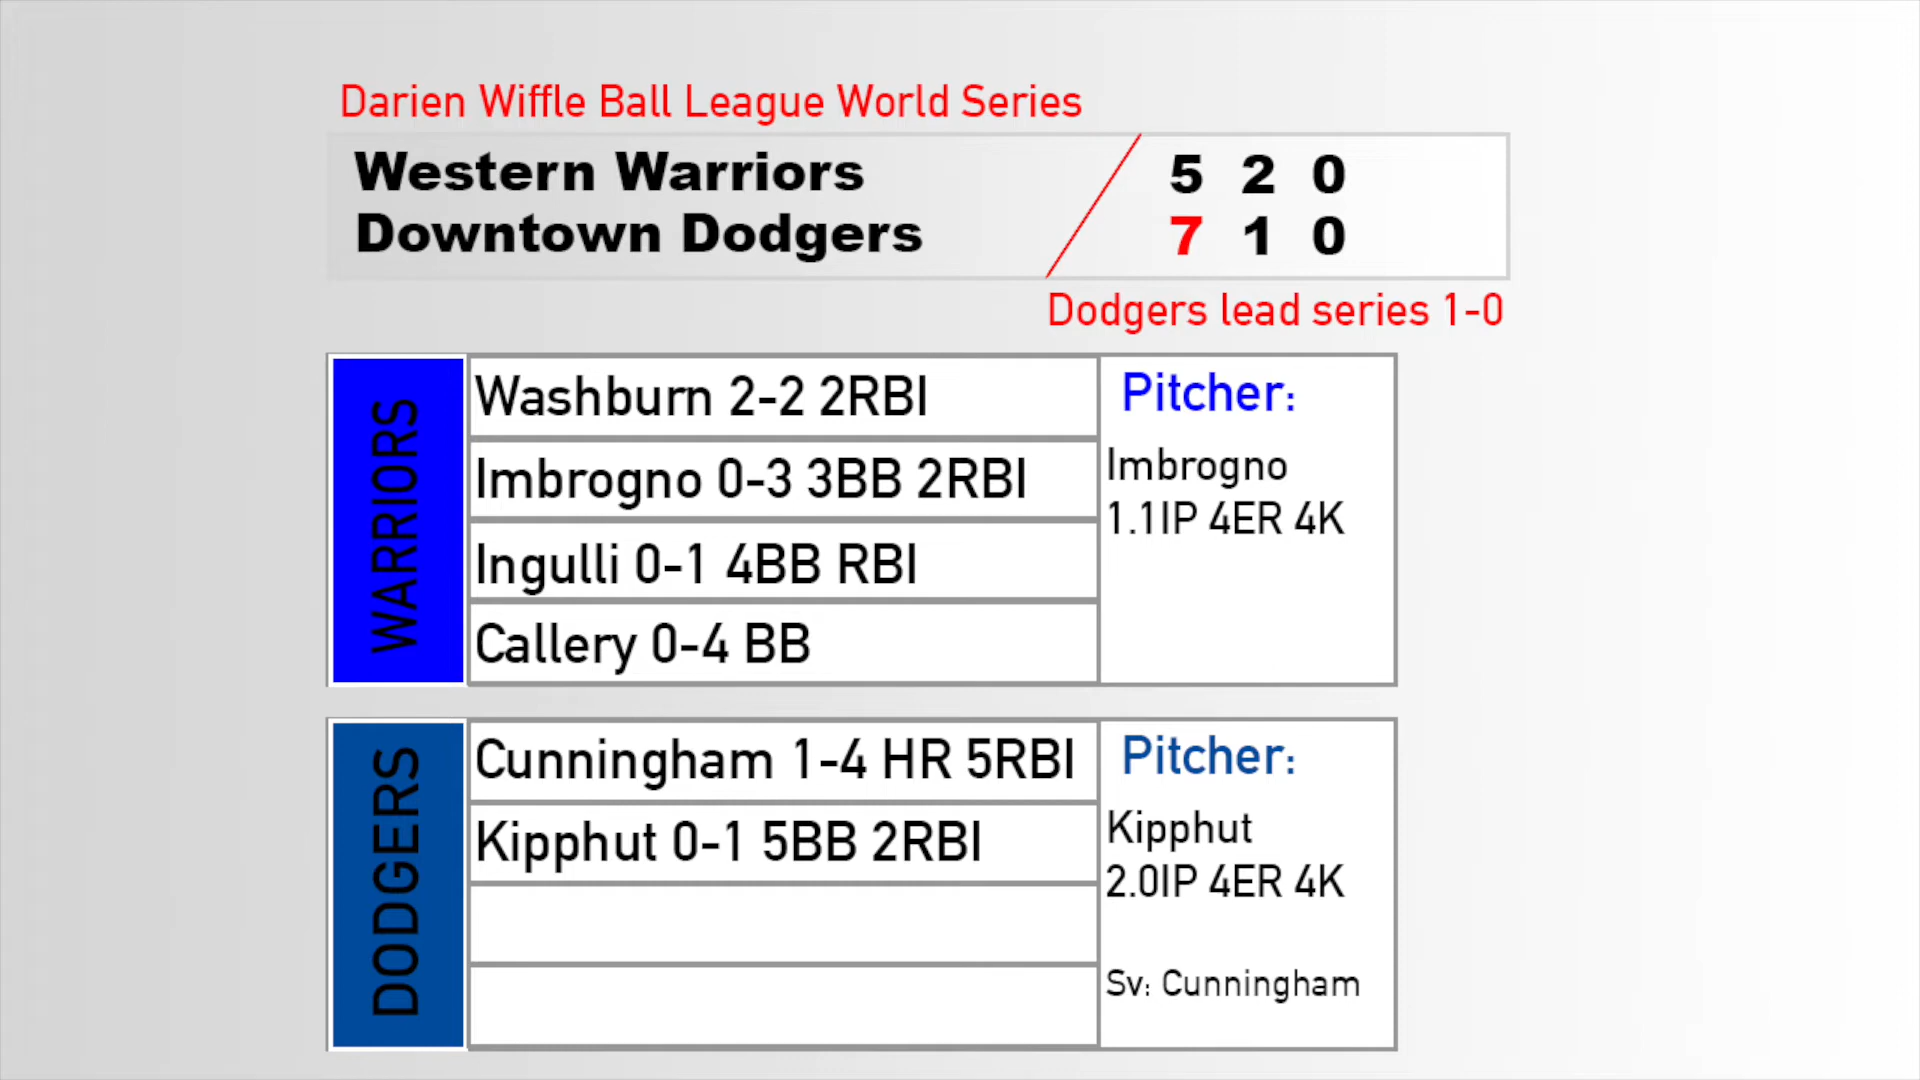 Darien Wiffle Ball League World Series
Western Warriors 5 2 0
Downtown Dodgers 7 1 0
Dodgers lead series 1-0
WARRIORS
Washburn 2-2 2RBI
Imbrogno 0-3 3BB 2RBI
Ingulli 0-1 4BB RBI
Callery 0-4 BB
Pitcher:
Imbrogno
1.1IP 4ER 4K
DODGERS
Cunningham 1-4 HR 5RBI
Kipphut 0-1 5BB 2RBI
Pitcher:
Kipphut
2.0IP 4ER 4K
Sv: Cunningham